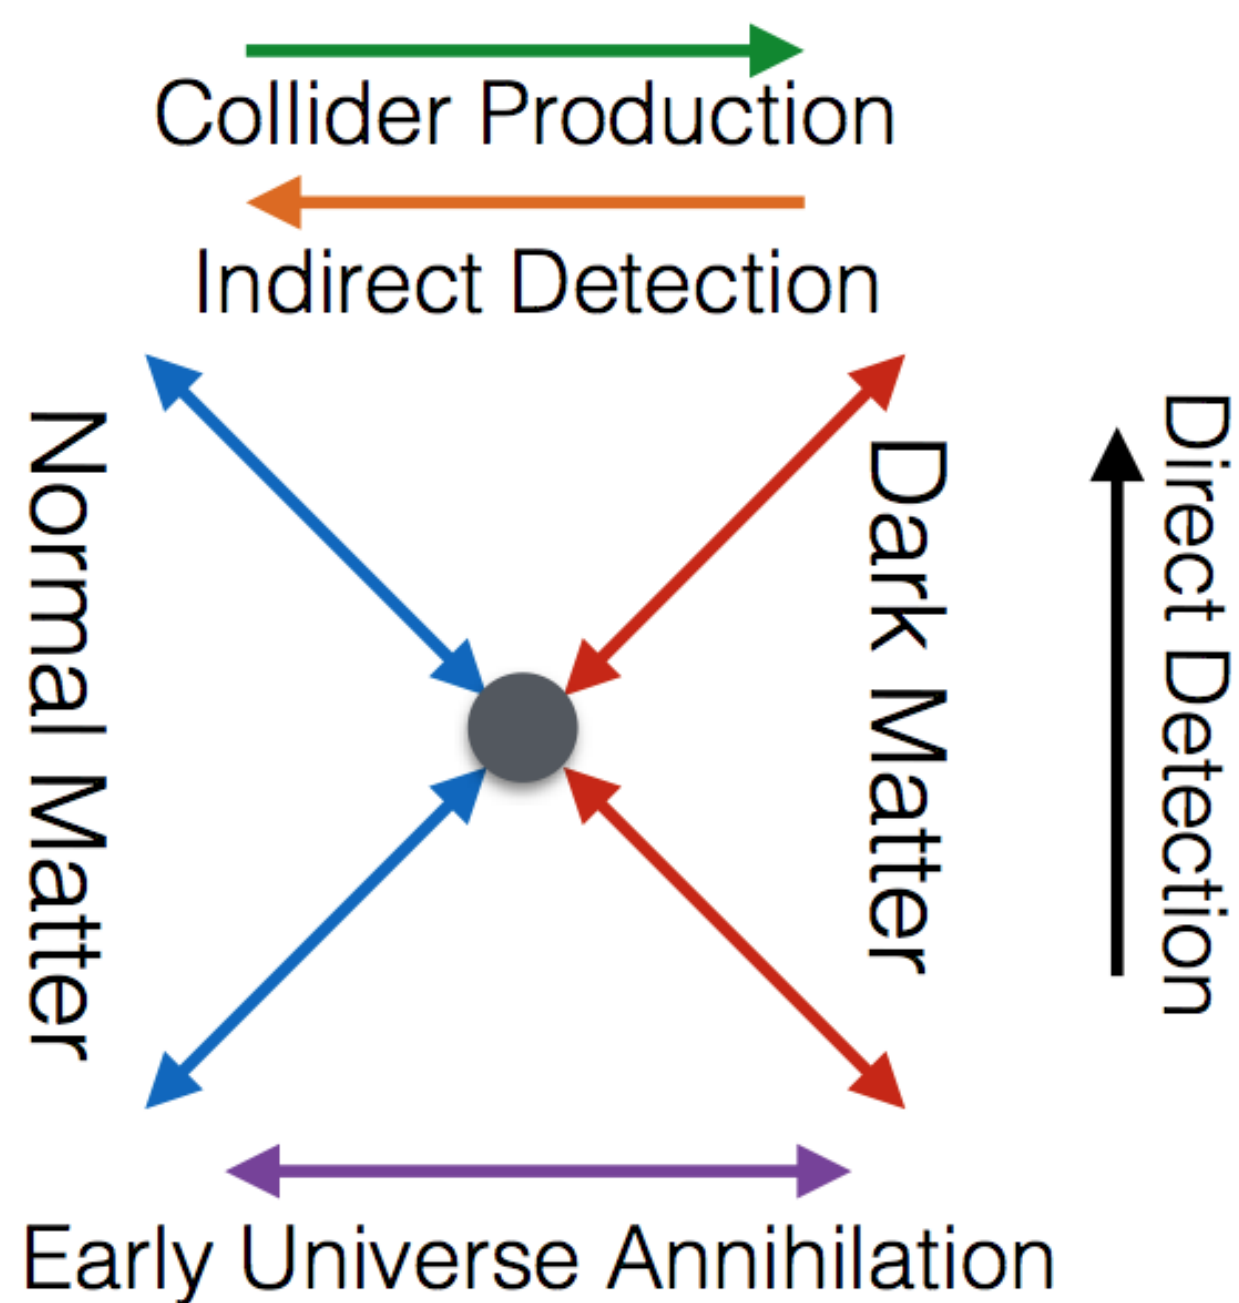 Collider Production
Indirect Detection
Normal Matter
Dark Matter
Direct Detection
Early Universe Annihilation